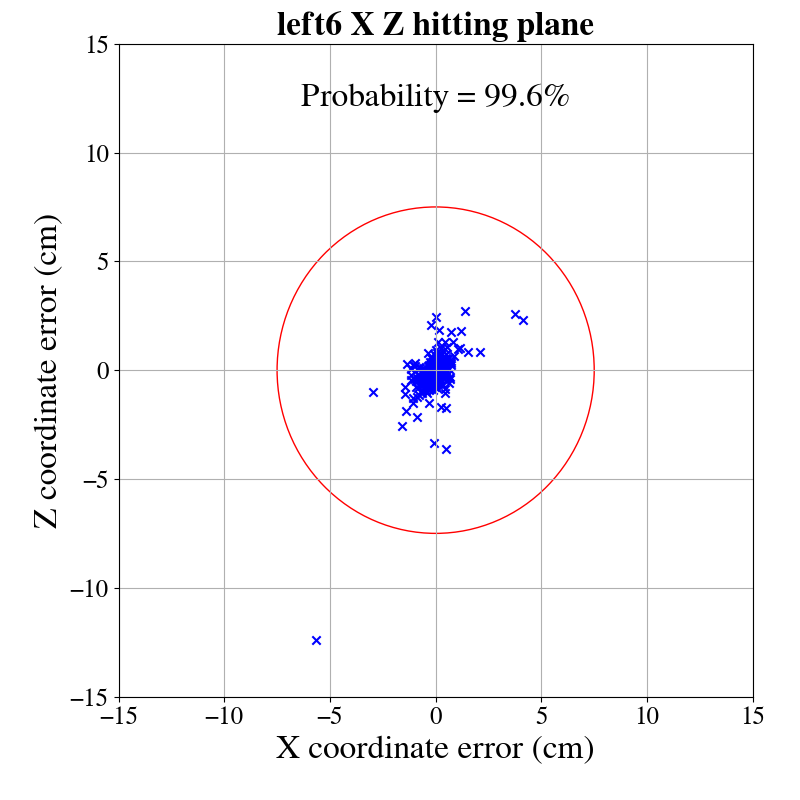 left6 X Z hitting plane
Probability = 99.6%
15
10
5
0
−5
−10
−15
Z coordinate error (cm)
−15 −10 −5 0 5 10 15
X coordinate error (cm)